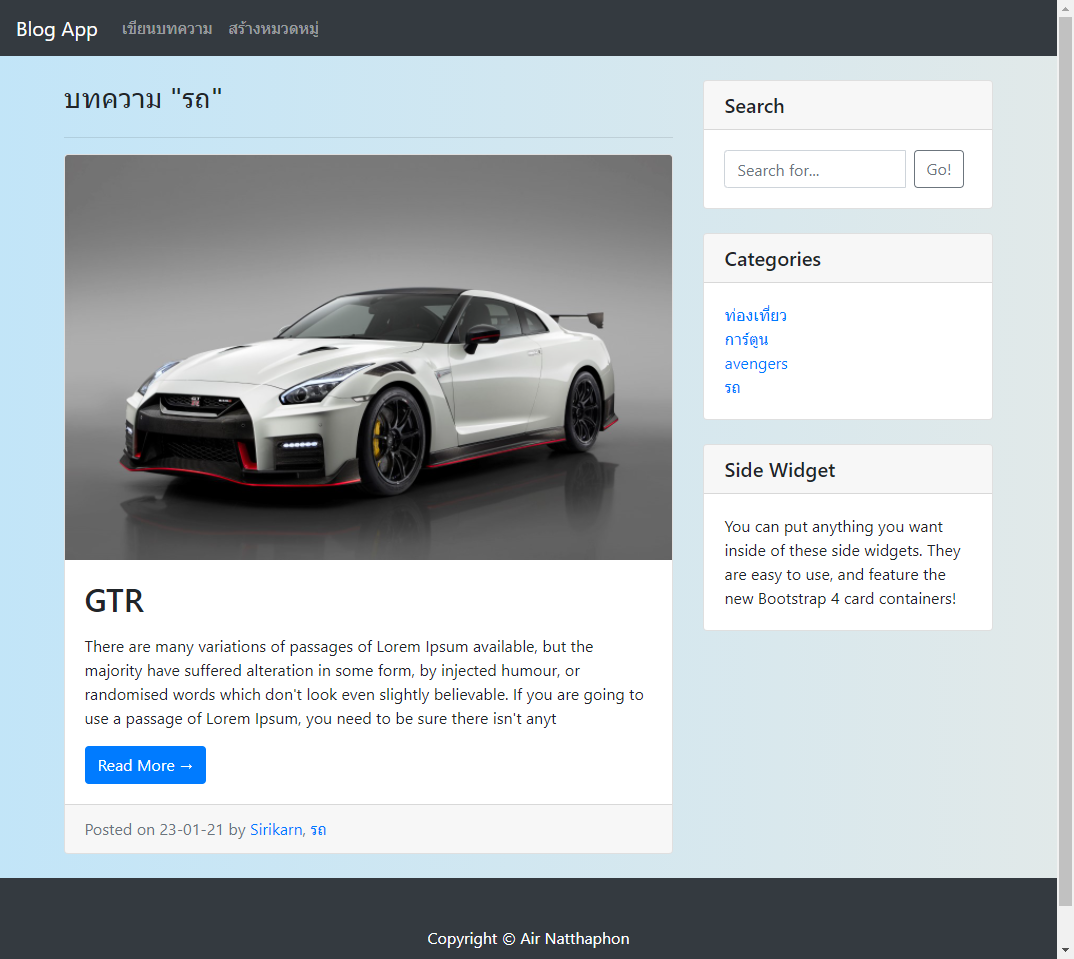 Blog App เขียนบทความ สร้างหมวดหมู่
บทความ "รถ"
GTR
There are many variations of passages of Lorem Ipsum available, but the
majority have suffered alteration in some form, by injected humour, or
randomised words which don't look even slightly believable. If you are going to
use a passage of Lorem Ipsum, you need to be sure there isn't anyt
Read More →
Posted on 23-01-21 by Sirikarn, รถ
Search
Search for...
Go!
Categories
ท่องเที่ยว
การ์ตูน
avengers
รถ
Side Widget
You can put anything you want
inside of these side widgets. They
are easy to use, and feature the
new Bootstrap 4 card containers!
Copyright © Air Natthaphon